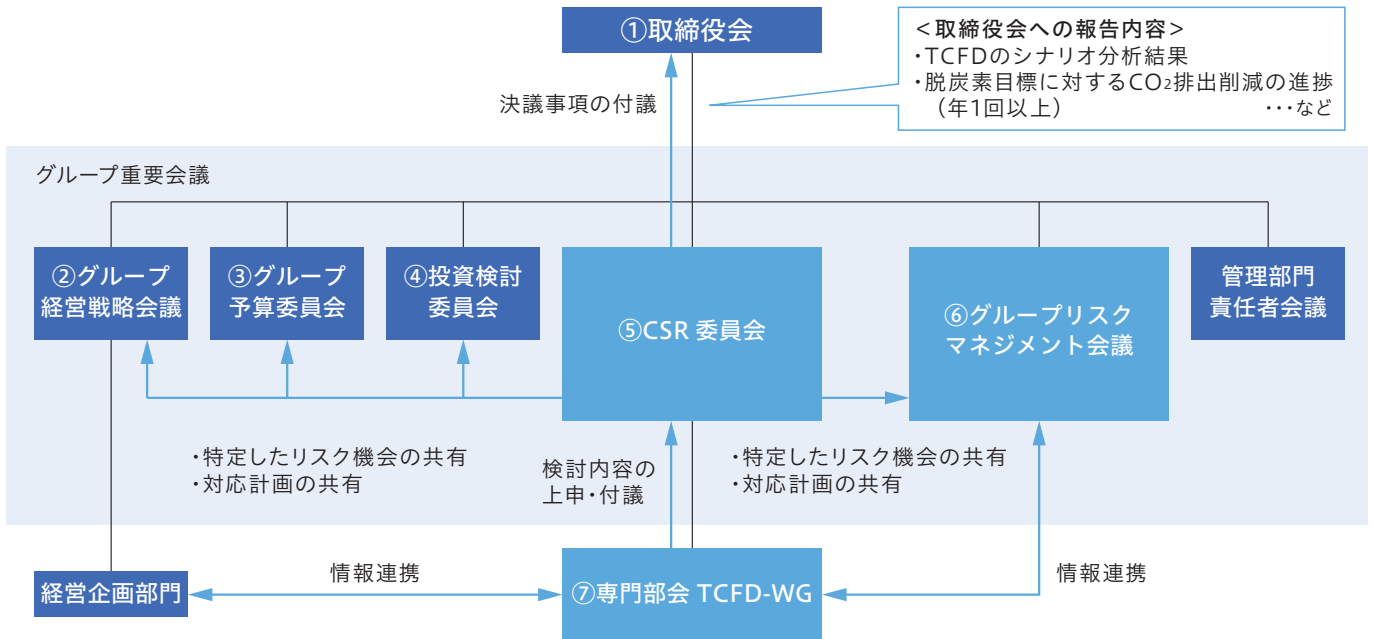 ①取締役会
<取締役会への報告内容>
・TCFDのシナリオ分析結果
・脱炭素目標に対するCO₂排出削減の進捗
(年1回以上) ・・・など
決議事項の付議
グループ重要会議
②グループ
経営戦略会議
③グループ
予算委員会
④投資検討
委員会
⑤CSR 委員会
⑥グループリスク
マネジメント会議
管理部門
責任者会議
・特定したリスク機会の共有
・対応計画の共有
検討内容の
上申・付議
・特定したリスク機会の共有
・対応計画の共有
経営企画部門
情報連携
⑦専門部会 TCFD-WG
情報連携